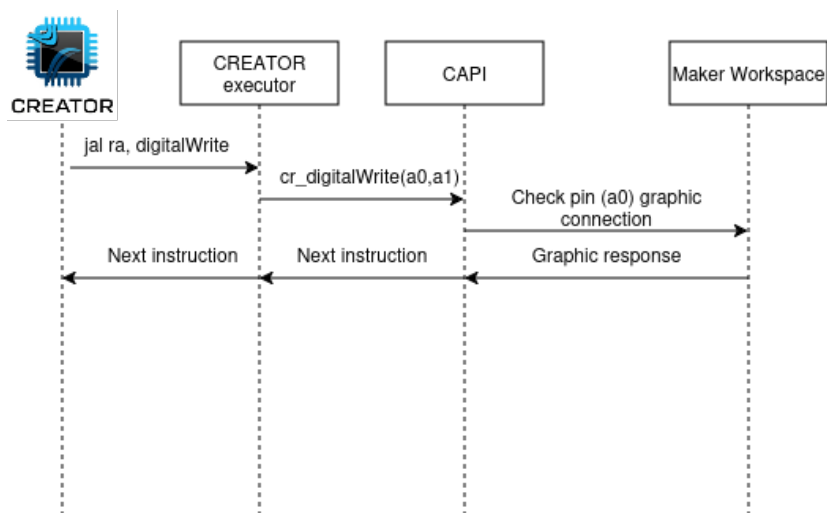 CREATOR
CREATOR
executor
CAPI
Maker Workspace
jal ra, digitalWrite
cr_digitalWrite(a0,a1)
Check pin (a0) graphic
connection
Next instruction
Next instruction
Graphic response